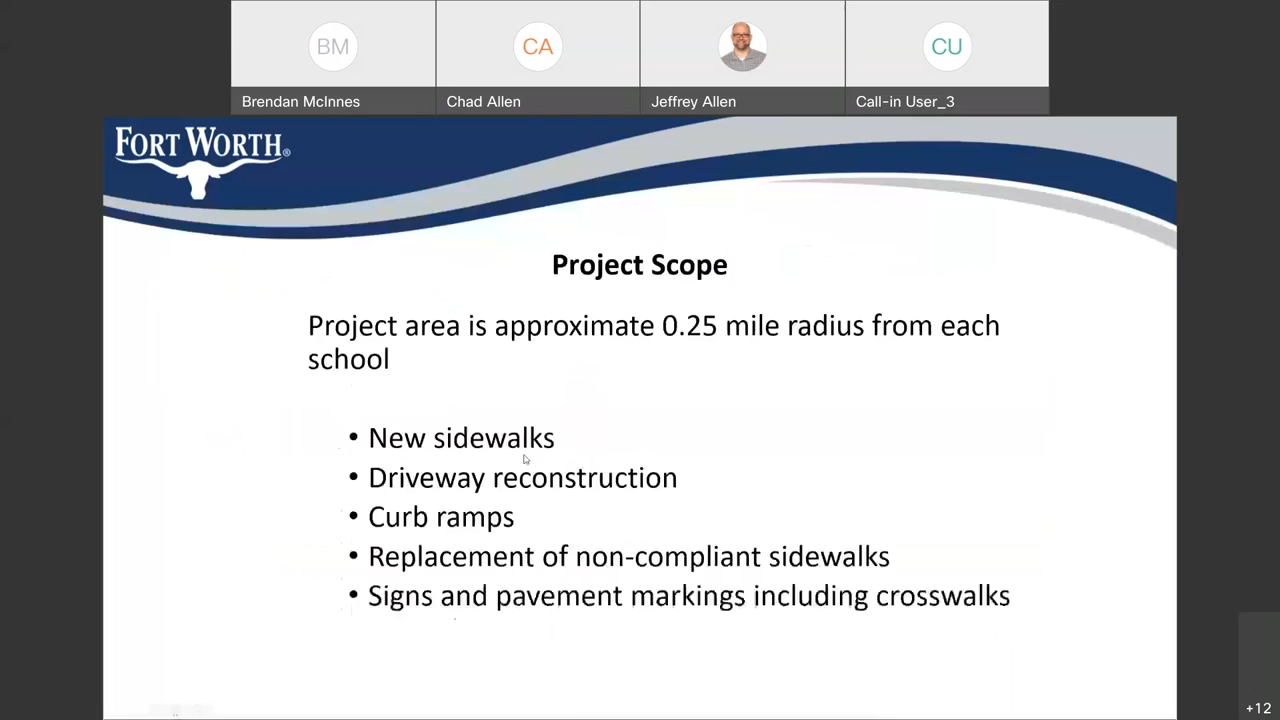 BM
CA
CU
Brendan McInnes
Chad Allen
Jeffrey Allen
Call-in User_3
FORT WORTH®
Project Scope
Project area is approximate 0.25 mile radius from each
school
• New sidewalks
• Driveway reconstruction
• Curb ramps
• Replacement of non-compliant sidewalks
• Signs and pavement markings including crosswalks
+12